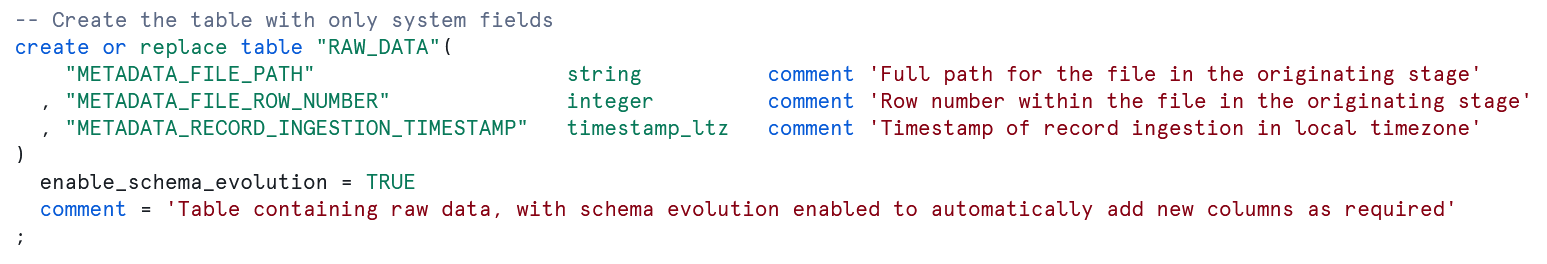 -- Create the table with only system fields
create or replace table "RAW_DATA"(
    "METADATA_FILE_PATH"                    string          comment 'Full path for the file in the originating stage'
  , "METADATA_FILE_ROW_NUMBER"              integer         comment 'Row number within the file in the originating stage'
  , "METADATA_RECORD_INGESTION_TIMESTAMP"   timestamp_ltz   comment 'Timestamp of record ingestion in local timezone'
)
  enable_schema_evolution = TRUE
  comment = 'Table containing raw data, with schema evolution enabled to automatically add new columns as required'
;